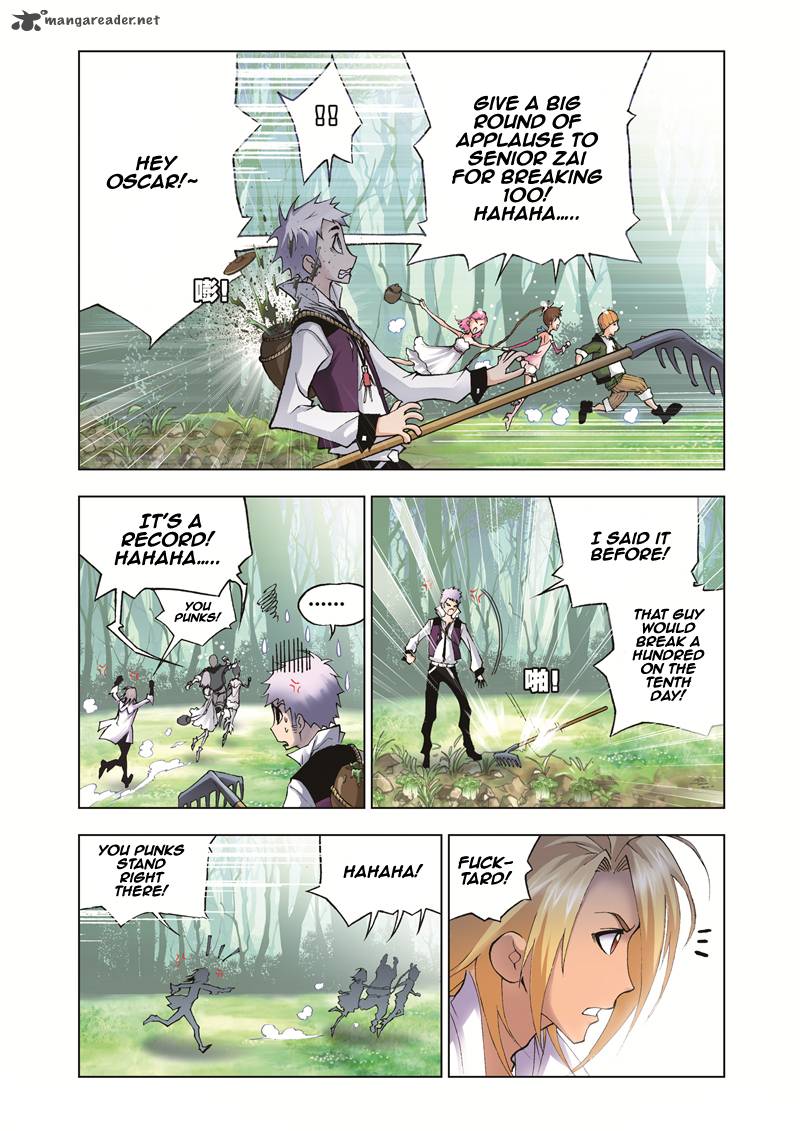 mangareader.net
HEY
OSCAR!~
!!
GIVE A BIG
ROUND OF
APPLAUSE TO
SENIOR ZAI
FOR BREAKING
100!
HAHAHA.....
嘭!
IT'S A
RECORD!
HAHAHA.....
YOU
PUNKS!
......
I SAID IT
BEFORE!
THAT GUY
WOULD
BREAK A
HUNDRED
ON THE
TENTH
DAY!
啪!
YOU PUNKS
STAND
RIGHT
THERE!
HAHAHA!
FUCK-
TARD!